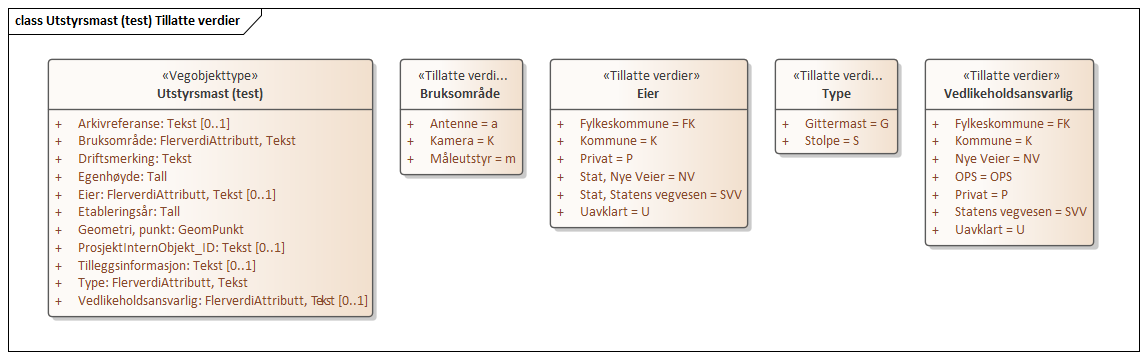 class Utstyrsmast (test) Tillatte verdier
«Vegobjekttype»
Utstyrsmast (test)
+ Arkivreferanse: Tekst [0..1]
+ Bruksområde: FlerverdiAttributt, Tekst
+ Driftsmerking: Tekst
+ Egenhøyde: Tall
+ Eier: FlerverdiAttributt, Tekst [0..1]
+ Etableringsår: Tall
+ Geometri, punkt: GeomPunkt
+ ProsjektInternObjekt_ID: Tekst [0..1]
+ Tilleggsinformasjon: Tekst [0..1]
+ Type: FlerverdiAttributt, Tekst
+ Vedlikeholdsansvarlig: FlerverdiAttributt, Tekst [0..1]
«Tillatte verdi...
Bruksområde
+ Antenne = a
+ Kamera = K
+ Måleutstyr = m
«Tillatte verdier»
Eier
+ Fylkeskommune = FK
+ Kommune = K
+ Privat = P
+ Stat, Nye Veier = NV
+ Stat, Statens vegvesen = SVV
+ Uavklart = U
«Tillatte verdi...
Type
+ Gittermast = G
+ Stolpe = S
«Tillatte verdier»
Vedlikeholdsansvarlig
+ Fylkeskommune = FK
+ Kommune = K
+ Nye Veier = NV
+ OPS = OPS
+ Privat = P
+ Statens vegvesen = SVV
+ Uavklart = U